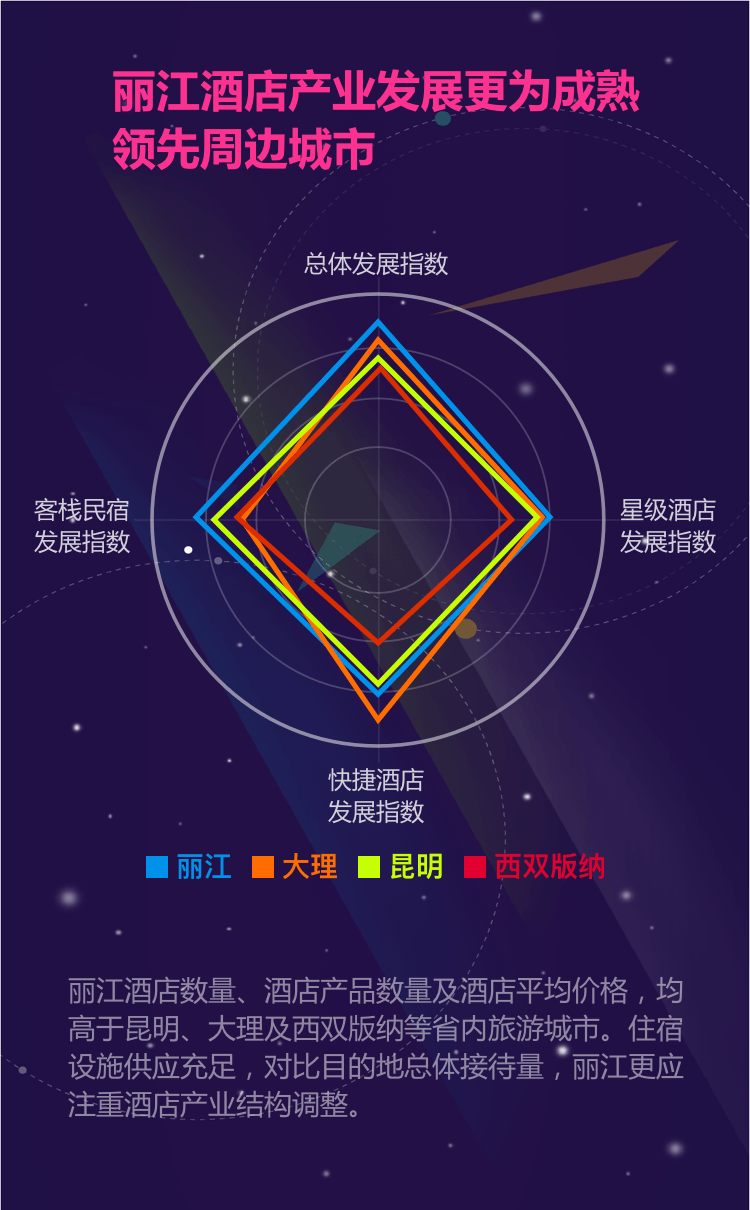 丽江酒店产业发展更为成熟
领先周边城市
总体发展指数
客栈民宿
发展指数
星级酒店
发展指数
快捷酒店
发展指数
丽江 大理 昆明 西双版纳
丽江酒店数量、酒店产品数量及酒店平均价格，均
高于昆明、大理及西双版纳等省内旅游城市。住宿
设施供应充足，对比目的地总体接待量，丽江更应
注重酒店产业结构调整。